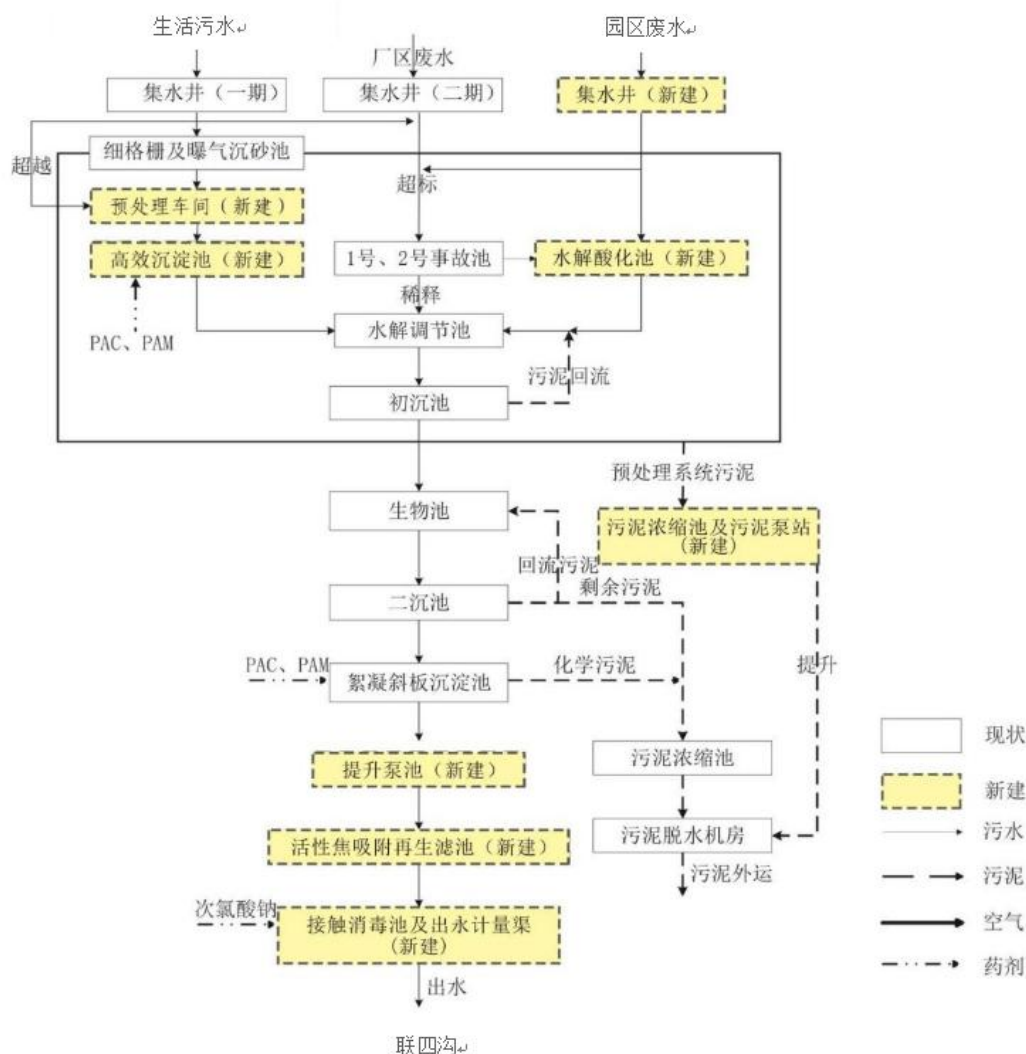 生活污水
厂区废水
园区废水
集水井（一期）
集水井（二期）
集水井（新建）
细格栅及曝气沉砂池
超越
超标
预处理车间（新建）
高效沉淀池（新建）
1号、2号事故池
水解酸化池（新建）
稀释
水解调节池
PAC、PAM
污泥回流
初沉池
预处理系统污泥
生物池
污泥浓缩池及污泥泵站
(新建)
回流污泥
剩余污泥
二沉池
PAC、PAM
化学污泥
提升
絮凝斜板沉淀池
现状
污泥浓缩池
提升泵池（新建）
新建
污水
污泥脱水机房
活性焦吸附再生滤池（新建）
污泥外运
污泥
次氯酸钠
接触消毒池及出水计量渠
(新建)
空气
药剂
出水
联四沟